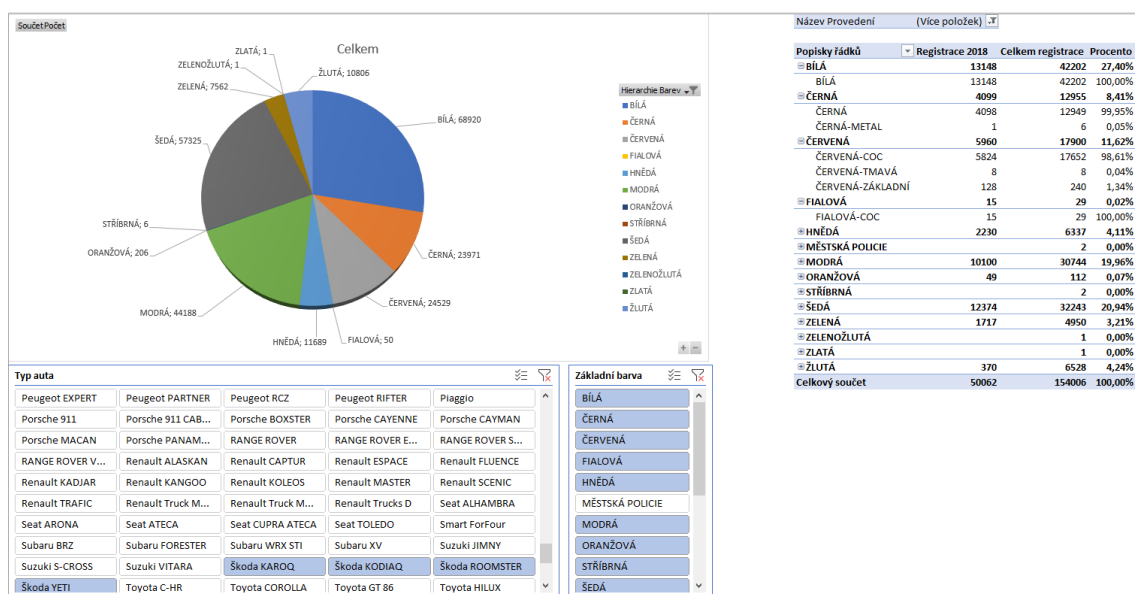 SoučetPočet
Celkem
ZLATÁ; 1
ZELENOŽLUTÁ; 1
ŽLUTÁ; 10806
ZELENÁ; 7562
BÍLÁ; 68920
ŠEDÁ; 57325
STŘÍBRNÁ; 6
ORANŽOVÁ; 206
ČERNÁ; 23971
ČERVENÁ; 24529
MODRÁ; 44188
HNĚDÁ; 11689
FIALOVÁ; 50
Hierarchie Barev
BÍLÁ
ČERNÁ
ČERVENÁ
FIALOVÁ
HNĚDÁ
MODRÁ
ORANŽOVÁ
STŘÍBRNÁ
ŠEDÁ
ZELENÁ
ZELENOŽLUTÁ
ZLATÁ
ŽLUTÁ
Název Provedení (Více položek)
Popisky řádků Registrace 2018 Celkem registrace Procento
BÍLÁ 13148 42202 27,40%
BÍLÁ 13148 42202 100,00%
ČERNÁ 4099 12955 8,41%
ČERNÁ 4098 12949 99,95%
ČERNÁ-METAL 1 6 0,05%
ČERVENÁ 5960 17900 11,62%
ČERVENÁ-COC 5824 17652 98,61%
ČERVENÁ-TMAVÁ 8 8 0,04%
ČERVENÁ-ZÁKLADNÍ 128 240 1,34%
FIALOVÁ 15 29 0,02%
FIALOVÁ-COC 15 29 100,00%
HNĚDÁ 2230 6337 4,11%
MĚSTSKÁ POLICIE 2 0,00%
MODRÁ 10100 30744 19,96%
ORANŽOVÁ 49 112 0,07%
STŘÍBRNÁ 2 0,00%
ŠEDÁ 12374 32243 20,94%
ZELENÁ 1717 4950 3,21%
ZELENOŽLUTÁ 1 0,00%
ZLATÁ 1 0,00%
ŽLUTÁ 370 6528 4,24%
Celkový součet 50062 154006 100,00%
Typ auta
Peugeot EXPERT Peugeot PARTNER Peugeot RCZ Peugeot RIFTER Piaggio
Porsche 911 Porsche 911 CAB... Porsche BOXSTER Porsche CAYENNE Porsche CAYMAN
Porsche MACAN Porsche PANAM... RANGE ROVER RANGE ROVER E... RANGE ROVER S...
RANGE ROVER V... Renault ALASKAN Renault CAPTUR Renault ESPACE Renault FLUENCE
Renault KADJAR Renault KANGOO Renault KOLEOS Renault MASTER Renault SCENIC
Renault TRAFIC Renault Truck M... Renault Truck M... Renault Trucks D Seat ALHAMBRA
Seat ARONA Seat ATECA Seat CUPRA ATECA Seat TOLEDO Smart ForFour
Subaru BRZ Subaru FORESTER Subaru WRX STI Subaru XV Suzuki JIMNY
Suzuki S-CROSS Suzuki VITARA Škoda KAROQ Škoda KODIAQ Škoda ROOMSTER
Škoda YETI Toyota C-HR Toyota COROLLA Toyota GT 86 Toyota HILUX
Základní barva
BÍLÁ
ČERNÁ
ČERVENÁ
FIALOVÁ
HNĚDÁ
MĚSTSKÁ POLICIE
MODRÁ
ORANŽOVÁ
STŘÍBRNÁ
ŠEDÁ